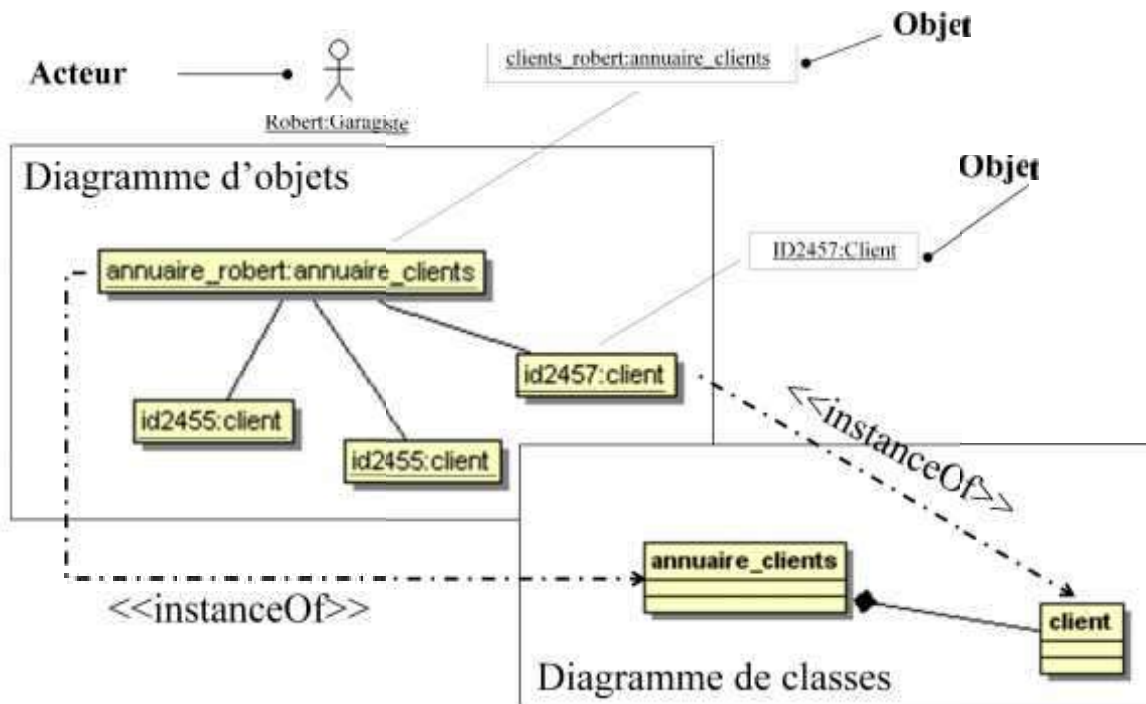 Objet
clients_robert:annuaire_clients
Acteur
Robert:Garagiste
Diagramme d'objets
Objet
ID2457:Client
annuaire_robert:annuaire_clients
id2457:client
id2455:client
id2455:client
<<instanceOf>>
annuaire_clients
<<instanceOf>>
client
Diagramme de classes